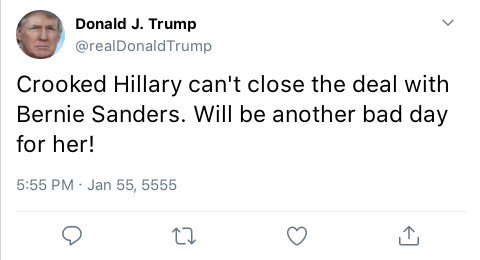 Donald J. Trump
@realDonaldTrump
Crooked Hillary can't close the deal with
Bernie Sanders. Will be another bad day
for her!
5:55 PM · Jan 55, 5555